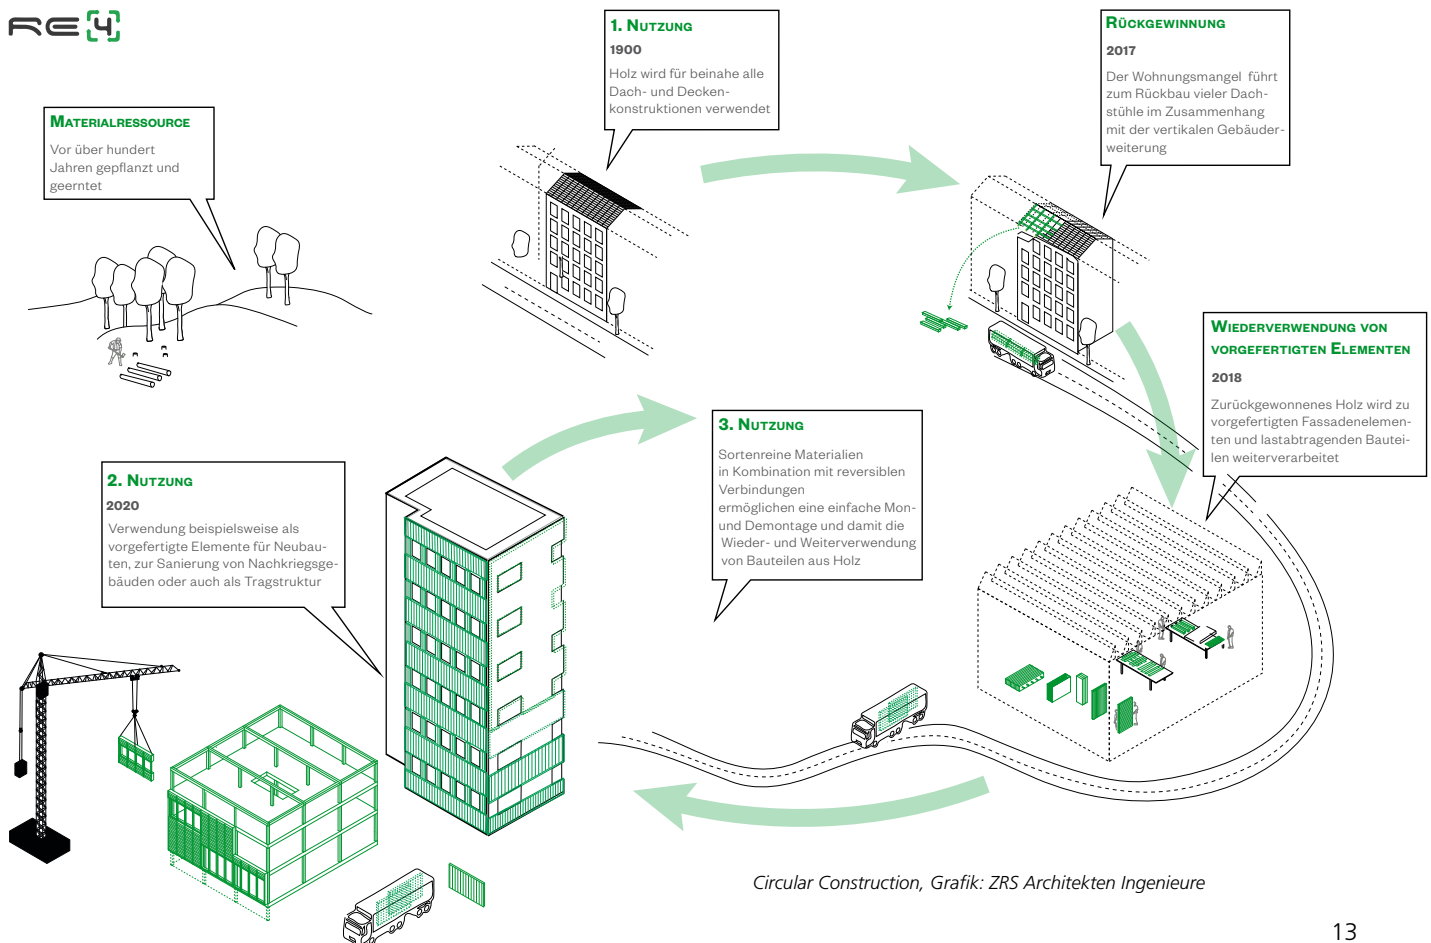 RE4
MATERIALRESSOURCE
Vor über hundert
Jahren gepflanzt und
geerntet
1. NUTZUNG
1900
Holz wird für beinahe alle
Dach- und Decken-
konstruktionen verwendet
RÜCKGEWINNUNG
2017
Der Wohnungsmangel führt
zum Rückbau vieler Dach-
stühle im Zusammenhang
mit der vertikalen Gebäuder-
weiterung
WIEDERVERWENDUNG VON
VORGEFERTIGTEN ELEMENTEN
2018
Zurückgewonnenes Holz wird zu
vorgefertigten Fassadenelemen-
ten und lastabtragenden Bautei-
len weiterverarbeitet
2. NUTZUNG
2020
Verwendung beispielsweise als
vorgefertigte Elemente für Neubau-
ten, zur Sanierung von Nachkriegsge-
bäuden oder auch als Tragstruktur
3. NUTZUNG
Sortenreine Materialien
in Kombination mit reversiblen
Verbindungen
ermöglichen eine einfache Mon-
und Demontage und damit die
Wieder- und Weiterverwendung
von Bauteilen aus Holz
Circular Construction, Grafik: ZRS Architekten Ingenieure
13